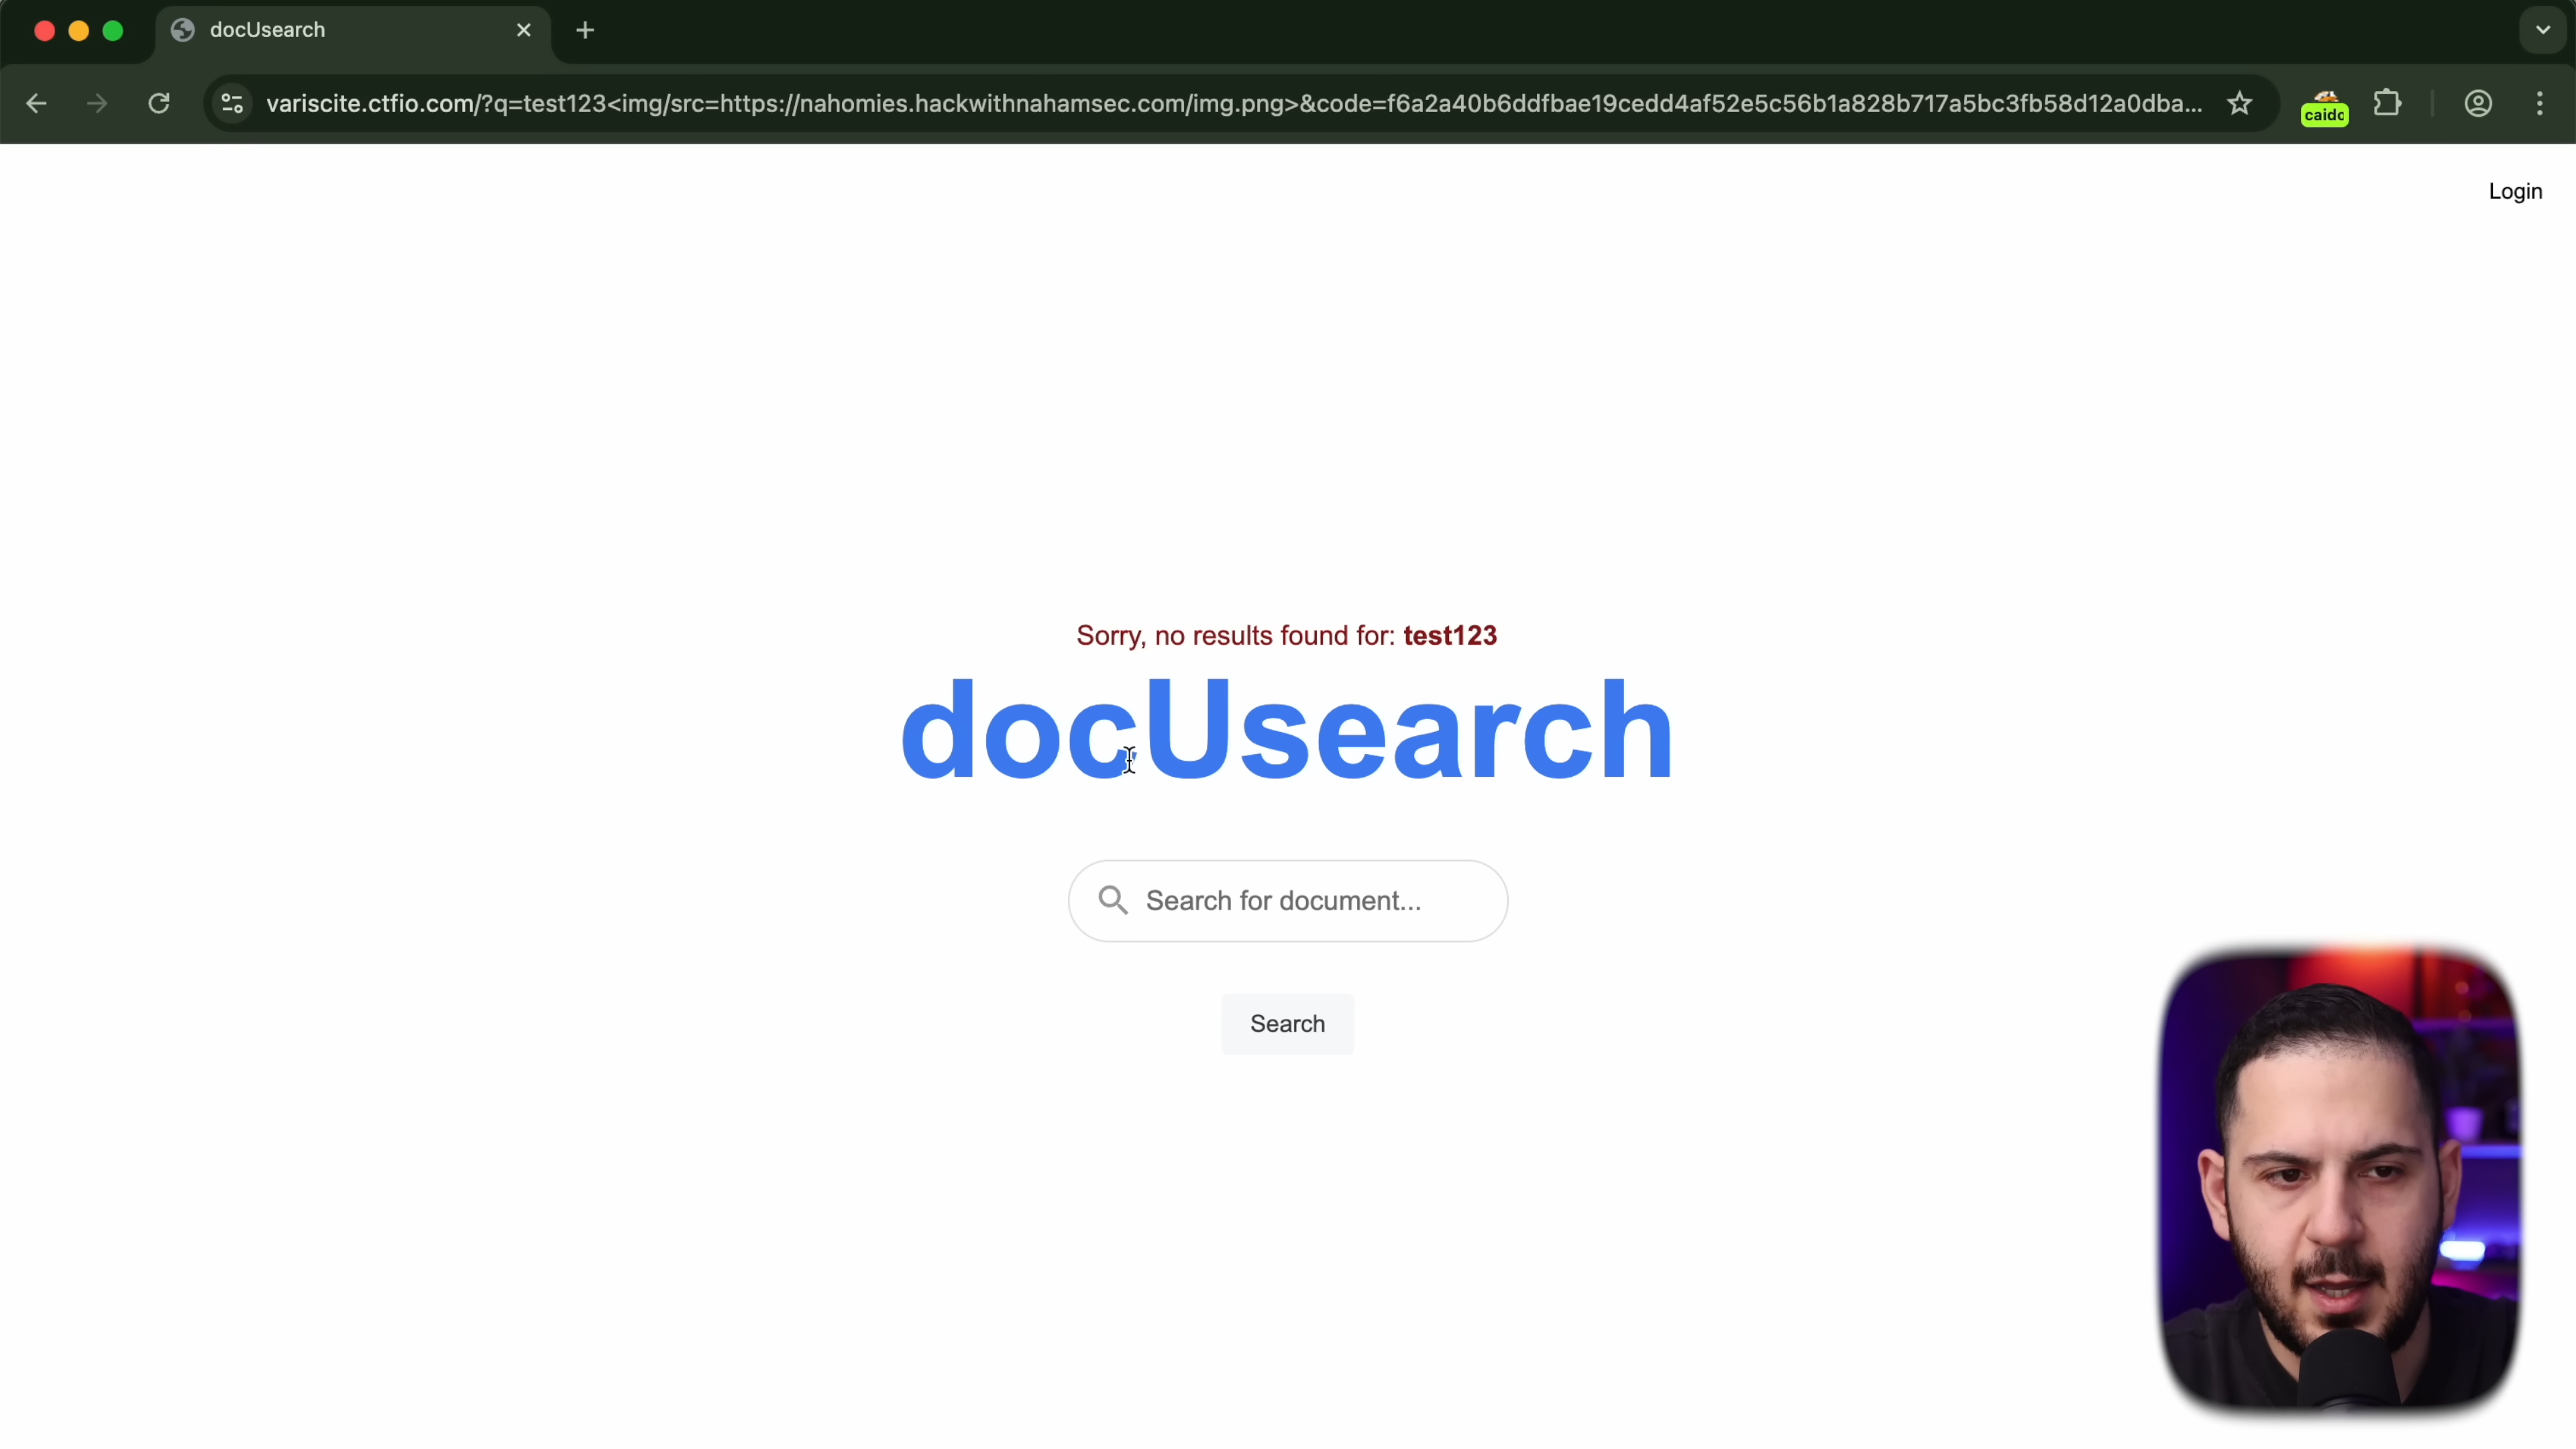 docUsearch
variscite.ctfio.com/?q=test123<img/src=https://nahomies.hackwithnahamsec.com/img.png>&code=f6a2a40b6ddfbae19cedd4af52e5c56b1a828b717a5bc3fb58d12a0dba...
caido
Login
Sorry, no results found for: test123
docUsearch
Search for document...
Search